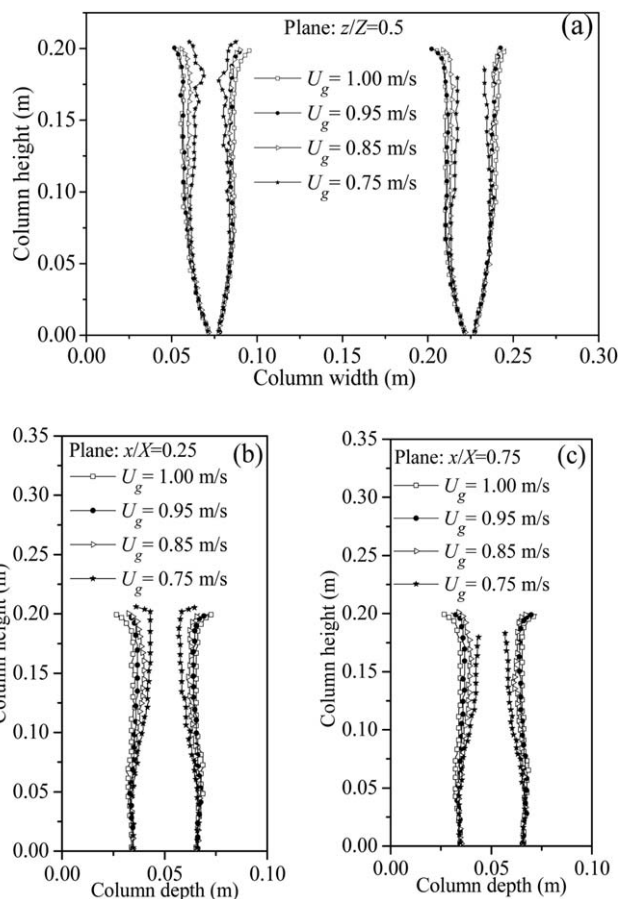 Plane: z/Z=0.5
(a)
U_g = 1.00 m/s
U_g = 0.95 m/s
U_g = 0.85 m/s
U_g = 0.75 m/s
Column height (m)
0.20
0.15
0.10
0.05
0.00
0.00 0.05 0.10 0.20 0.25 0.30
Column width (m)
Plane: x/X=0.25
(b)
U_g = 1.00 m/s
U_g = 0.95 m/s
U_g = 0.85 m/s
U_g = 0.75 m/s
Column height (m)
0.35
0.30
0.25
0.20
0.15
0.10
0.05
0.00
0.00 0.05 0.10
Column depth (m)
Plane: x/X=0.75
(c)
U_g = 1.00 m/s
U_g = 0.95 m/s
U_g = 0.85 m/s
U_g = 0.75 m/s
Column height (m)
0.35
0.30
0.25
0.20
0.15
0.10
0.05
0.00
0.00 0.05 0.10
Column depth (m)